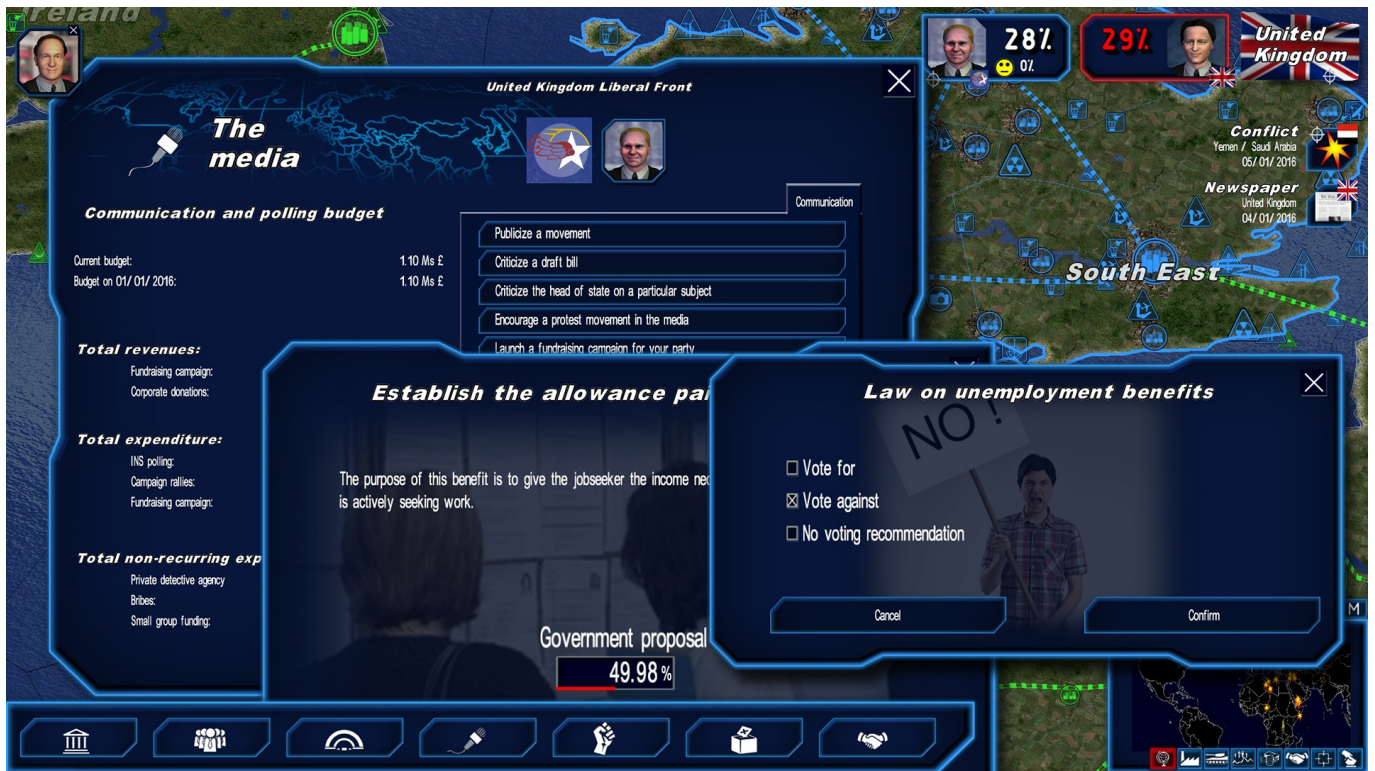 Ireland
United Kingdom Liberal Front
The
media
Communication and polling budget
Current budget: 1.10 Ms £
Budget on 01/ 01/ 2016: 1.10 Ms £
Total revenues:
Fundraising campaign:
Corporate donations:
Total expenditure:
INS polling:
Campaign rallies:
Fundraising campaign:
Total non-recurring exp
Private detective agency
Bribes:
Small group funding:
Communication
Publicize a movement
Criticize a draft bill
Criticize the head of state on a particular subject
Encourage a protest movement in the media
Launch a fundraising campaign for your party
28%
0%
29%
United
Kingdom
Conflict
Yemen / Saudi Arabia
05/ 01/ 2016
Newspaper
United Kingdom
04/ 01/ 2016
South East
Establish the allowance pai
The purpose of this benefit is to give the jobseeker the income nec
is actively seeking work.
Government proposal
49.98 %
Law on unemployment benefits
NO !
Vote for
Vote against
No voting recommendation
Cancel
Confirm
M